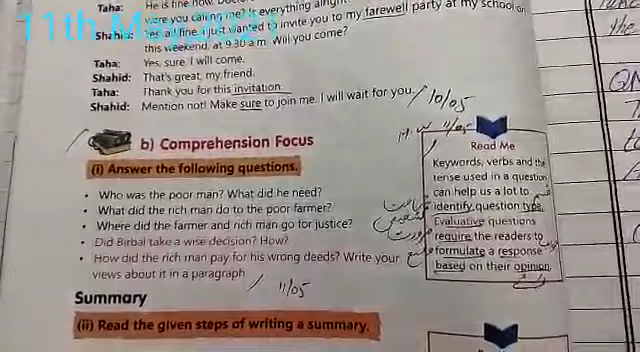 11th M
Taha: He is fine now.
were you calling me? Is everything alright
Shahid: Yes all fine. I just wanted to invite you to my farewell party at my school on
this weekend, at 9:30 a.m. Will you come?
Taha: Yes, sure. I will come.
Shahid: That's great, my friend.
Taha: Thank you for this invitation.
Shahid: Mention not! Make sure to join me. I will wait for you.
10/05
11/05
b) Comprehension Focus
(i) Answer the following questions.
• Who was the poor man? What did he need?
• What did the rich man do to the poor farmer?
• Where did the farmer and rich man go for justice?
• Did Birbal take a wise decision? How?
• How did the rich man pay for his wrong deeds? Write your
views about it in a paragraph
11/05
Read Me
Keywords, verbs and the
tense used in a question
can help us a lot to
identify question type.
Evaluative questions
require the readers to
formulate a response
based on their opinion.
Summary
(ii) Read the given steps of writing a summary.
the